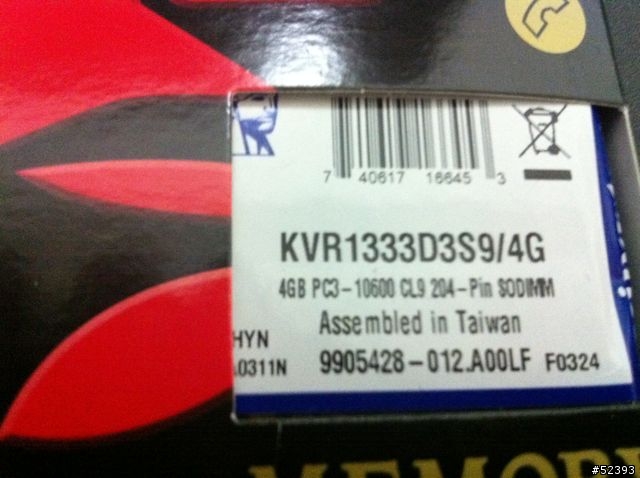 7 40617 16645 3
KVR1333D3S9/4G
4GB PC3-10600 CL9 204-Pin SODIMM
Assembled in Taiwan
HYN
.0311N 9905428-012.A00LF F0324
MEMORY
#52393